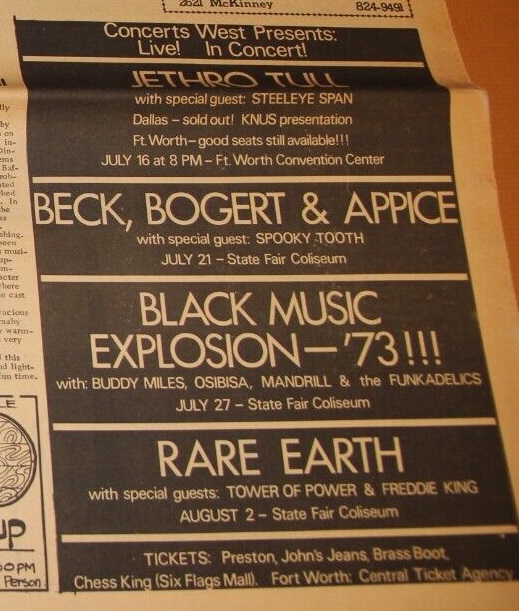 2621 McKinney 824-9491
Concerts West Presents:
Live! In Concert!
JETHRO TULL
with special guest: STEELEYE SPAN
Dallas – sold out! KNUS presentation
Ft. Worth – good seats still available!!!
JULY 16 at 8 PM – Ft. Worth Convention Center
BECK, BOGERT & APPICE
with special guest: SPOOKY TOOTH
JULY 21 – State Fair Coliseum
BLACK MUSIC
EXPLOSION – '73!!!
with: BUDDY MILES, OSIBISA, MANDRILL & the FUNKADELICS
JULY 27 – State Fair Coliseum
RARE EARTH
with special guests: TOWER OF POWER & FREDDIE KING
AUGUST 2 – State Fair Coliseum
TICKETS: Preston, John's Jeans, Brass Boot,
Chess King (Six Flags Mall). Fort Worth: Central Ticket Agency
fun time.
PM
Person